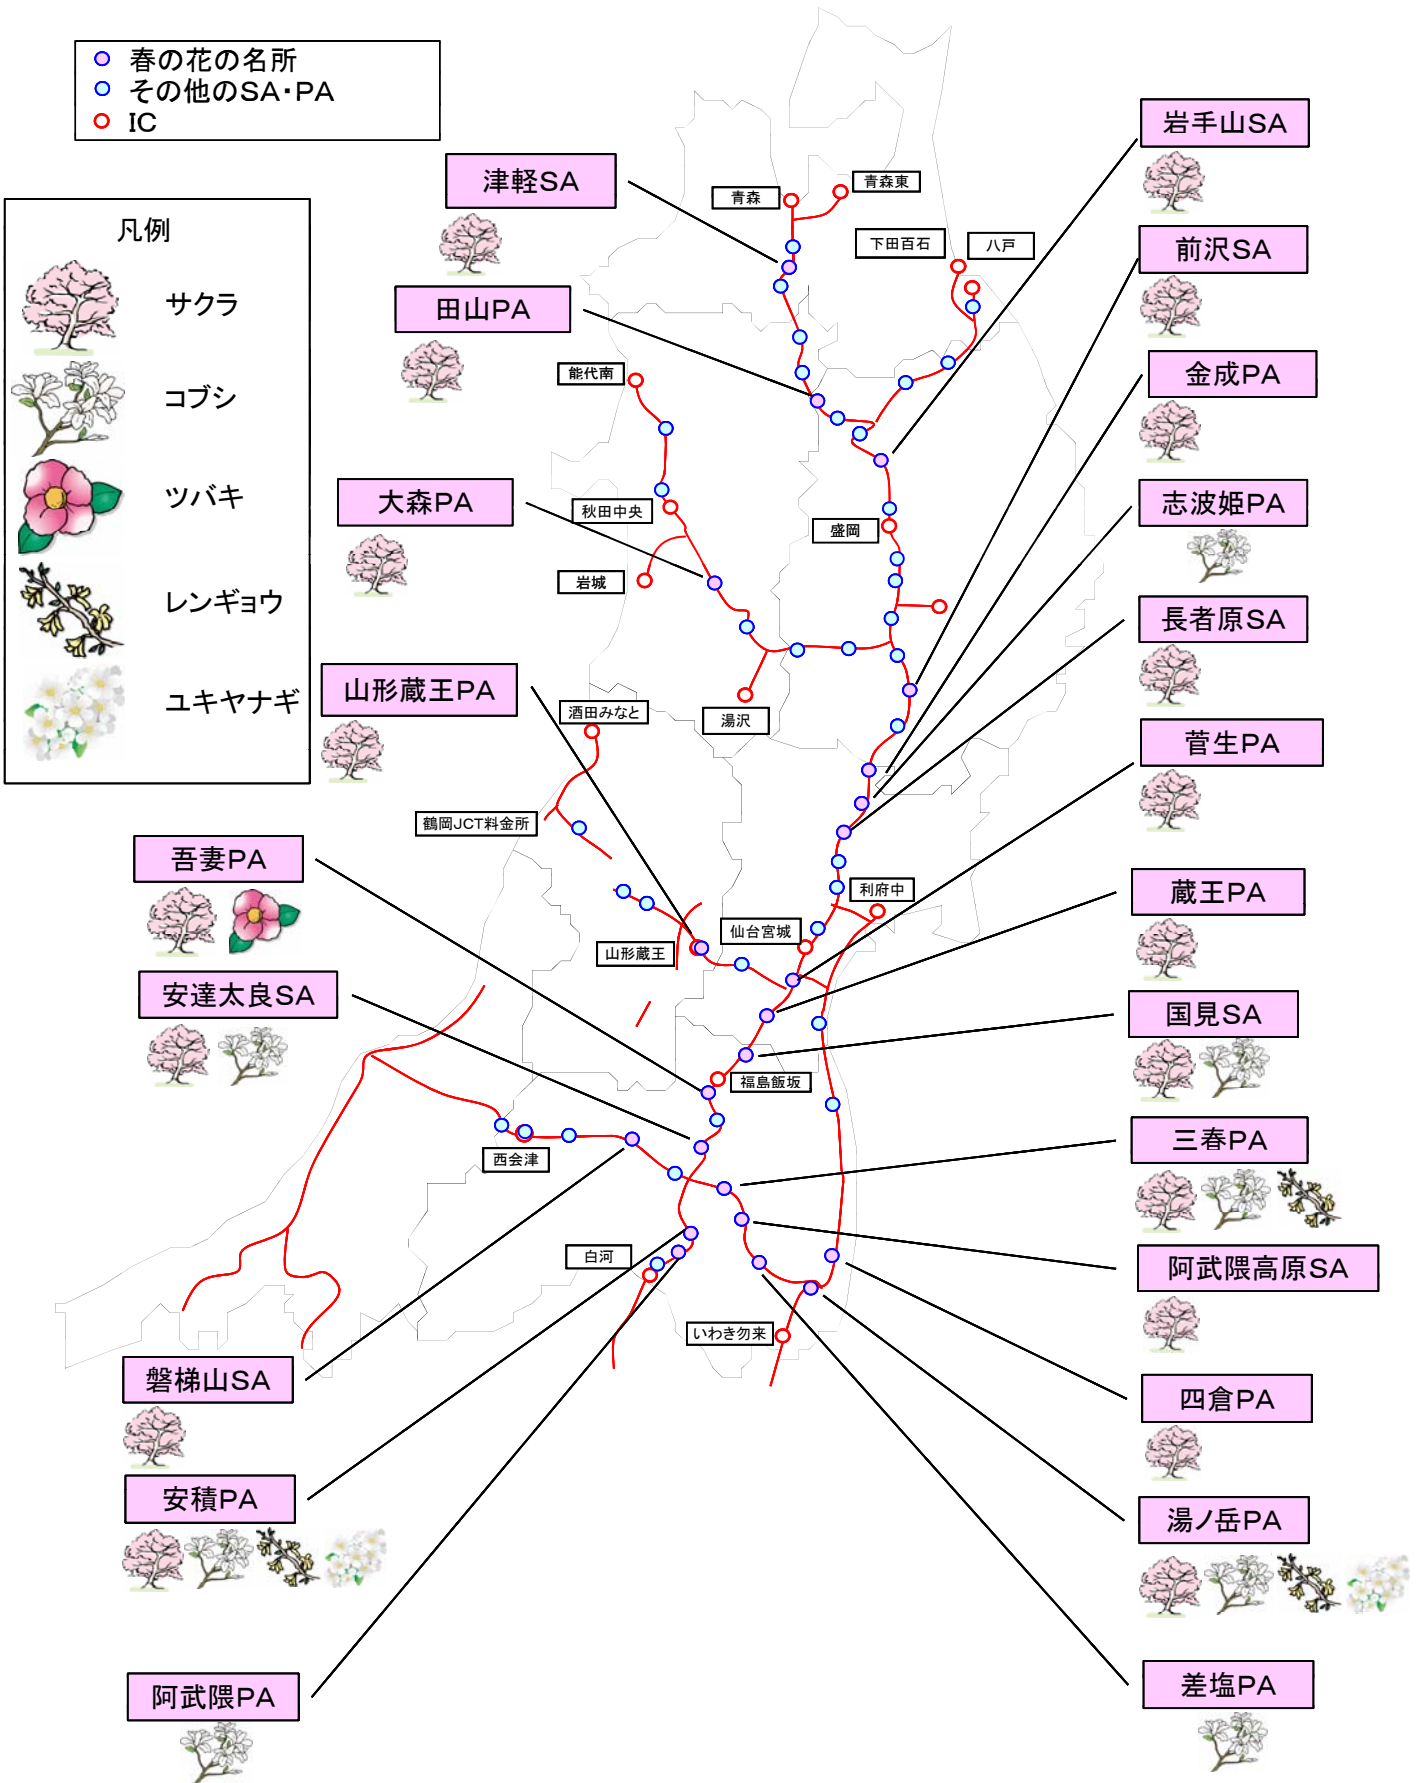 春の花の名所
その他のSA・PA
IC
凡例
サクラ
コブシ
ツバキ
レンギョウ
ユキヤナギ
津軽SA
田山PA
大森PA
山形蔵王PA
吾妻PA
安達太良SA
磐梯山SA
安積PA
阿武隈PA
岩手山SA
前沢SA
金成PA
志波姫PA
長者原SA
菅生PA
蔵王PA
国見SA
三春PA
阿武隈高原SA
四倉PA
湯ノ岳PA
差塩PA
青森
青森東
下田百石
八戸
能代南
秋田中央
盛岡
岩城
湯沢
酒田みなと
鶴岡JCT料金所
利府中
仙台宮城
山形蔵王
福島飯坂
西会津
白河
いわき勿来